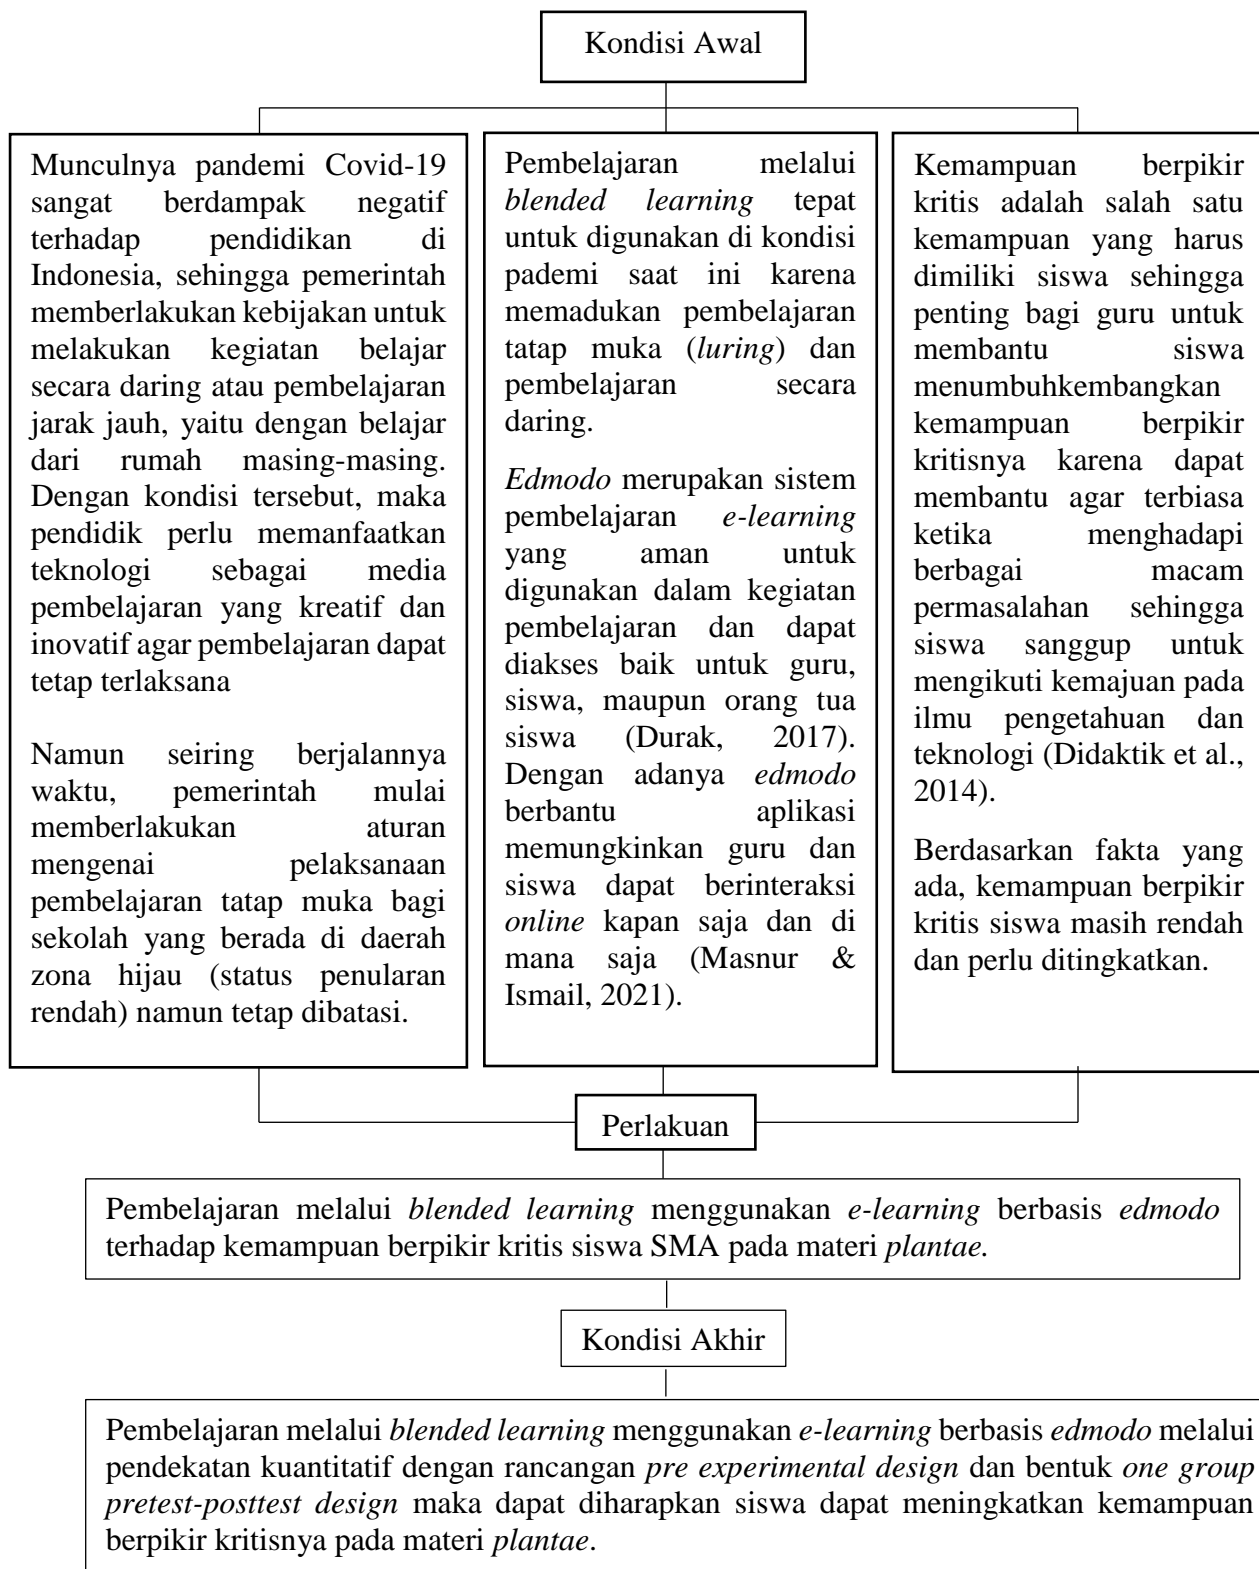 Kondisi Awal
Munculnya pandemi Covid-19
sangat berdampak negatif
terhadap pendidikan di
Indonesia, sehingga pemerintah
memberlakukan kebijakan untuk
melakukan kegiatan belajar
secara daring atau pembelajaran
jarak jauh, yaitu dengan belajar
dari rumah masing-masing.
Dengan kondisi tersebut, maka
pendidik perlu memanfaatkan
teknologi sebagai media
pembelajaran yang kreatif dan
inovatif agar pembelajaran dapat
tetap terlaksana
Namun seiring berjalannya
waktu, pemerintah mulai
memberlakukan aturan
mengenai pelaksanaan
pembelajaran tatap muka bagi
sekolah yang berada di daerah
zona hijau (status penularan
rendah) namun tetap dibatasi.
Pembelajaran melalui
blended learning tepat
untuk digunakan di kondisi
pademi saat ini karena
memadukan pembelajaran
tatap muka (luring) dan
pembelajaran secara
daring.
Edmodo merupakan sistem
pembelajaran e-learning
yang aman untuk
digunakan dalam kegiatan
pembelajaran dan dapat
diakses baik untuk guru,
siswa, maupun orang tua
siswa (Durak, 2017).
Dengan adanya edmodo
berbantu aplikasi
memungkinkan guru dan
siswa dapat berinteraksi
online kapan saja dan di
mana saja (Masnur &
Ismail, 2021).
Kemampuan berpikir
kritis adalah salah satu
kemampuan yang harus
dimiliki siswa sehingga
penting bagi guru untuk
membantu siswa
menumbuhkembangkan
kemampuan berpikir
kritisnya karena dapat
membantu agar terbiasa
ketika menghadapi
berbagai macam
permasalahan sehingga
siswa sanggup untuk
mengikuti kemajuan pada
ilmu pengetahuan dan
teknologi (Didaktik et al.,
2014).
Berdasarkan fakta yang
ada, kemampuan berpikir
kritis siswa masih rendah
dan perlu ditingkatkan.
Perlakuan
Pembelajaran melalui blended learning menggunakan e-learning berbasis edmodo
terhadap kemampuan berpikir kritis siswa SMA pada materi plantae.
Kondisi Akhir
Pembelajaran melalui blended learning menggunakan e-learning berbasis edmodo melalui
pendekatan kuantitatif dengan rancangan pre experimental design dan bentuk one group
pretest-posttest design maka dapat diharapkan siswa dapat meningkatkan kemampuan
berpikir kritisnya pada materi plantae.